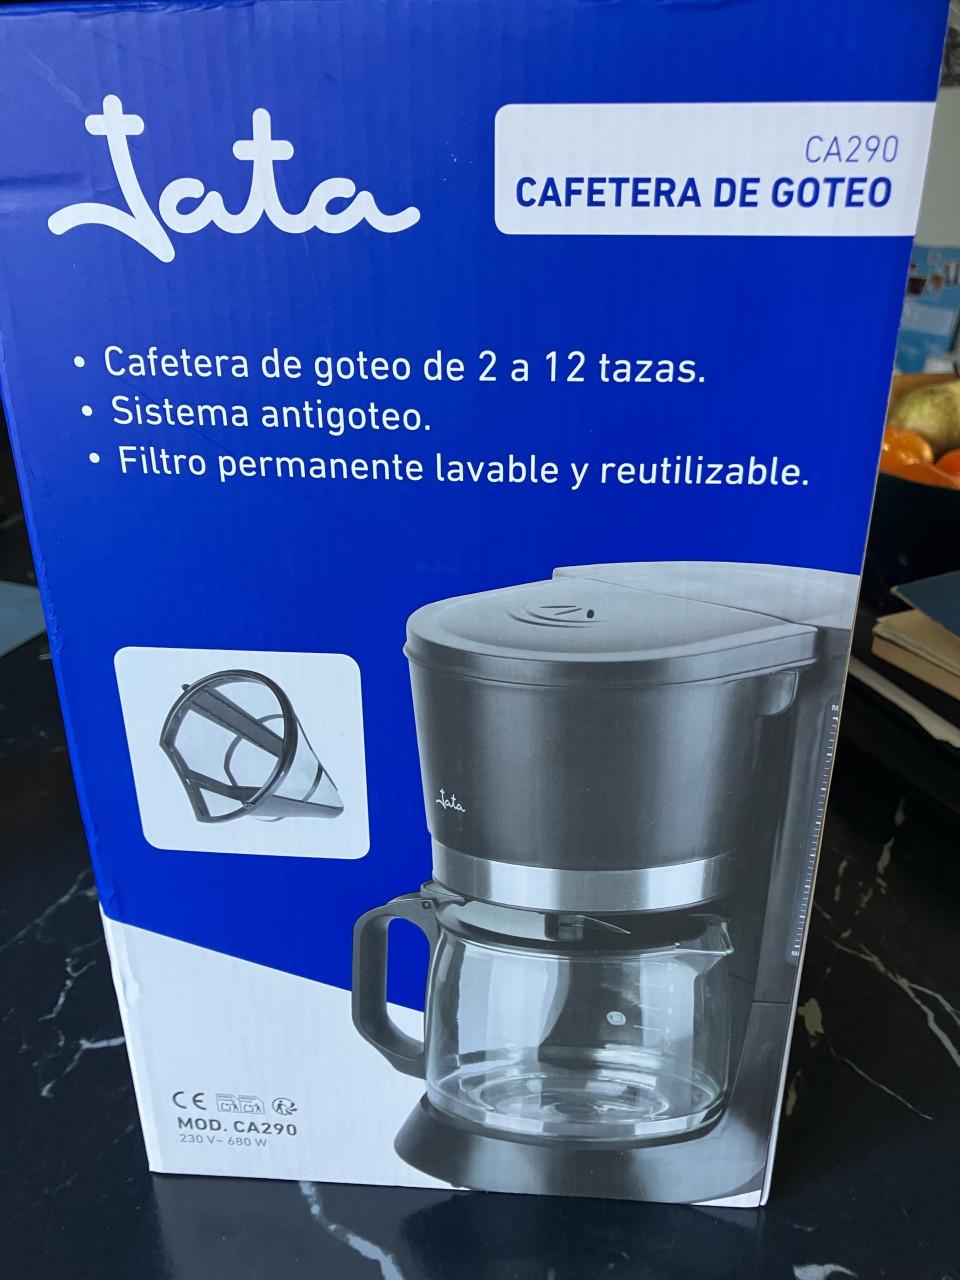 Jata
CA290
CAFETERA DE GOTEO
• Cafetera de goteo de 2 a 12 tazas.
• Sistema antigoteo.
• Filtro permanente lavable y reutilizable.
Jata
CE
MOD. CA290
230 V~ 680 W